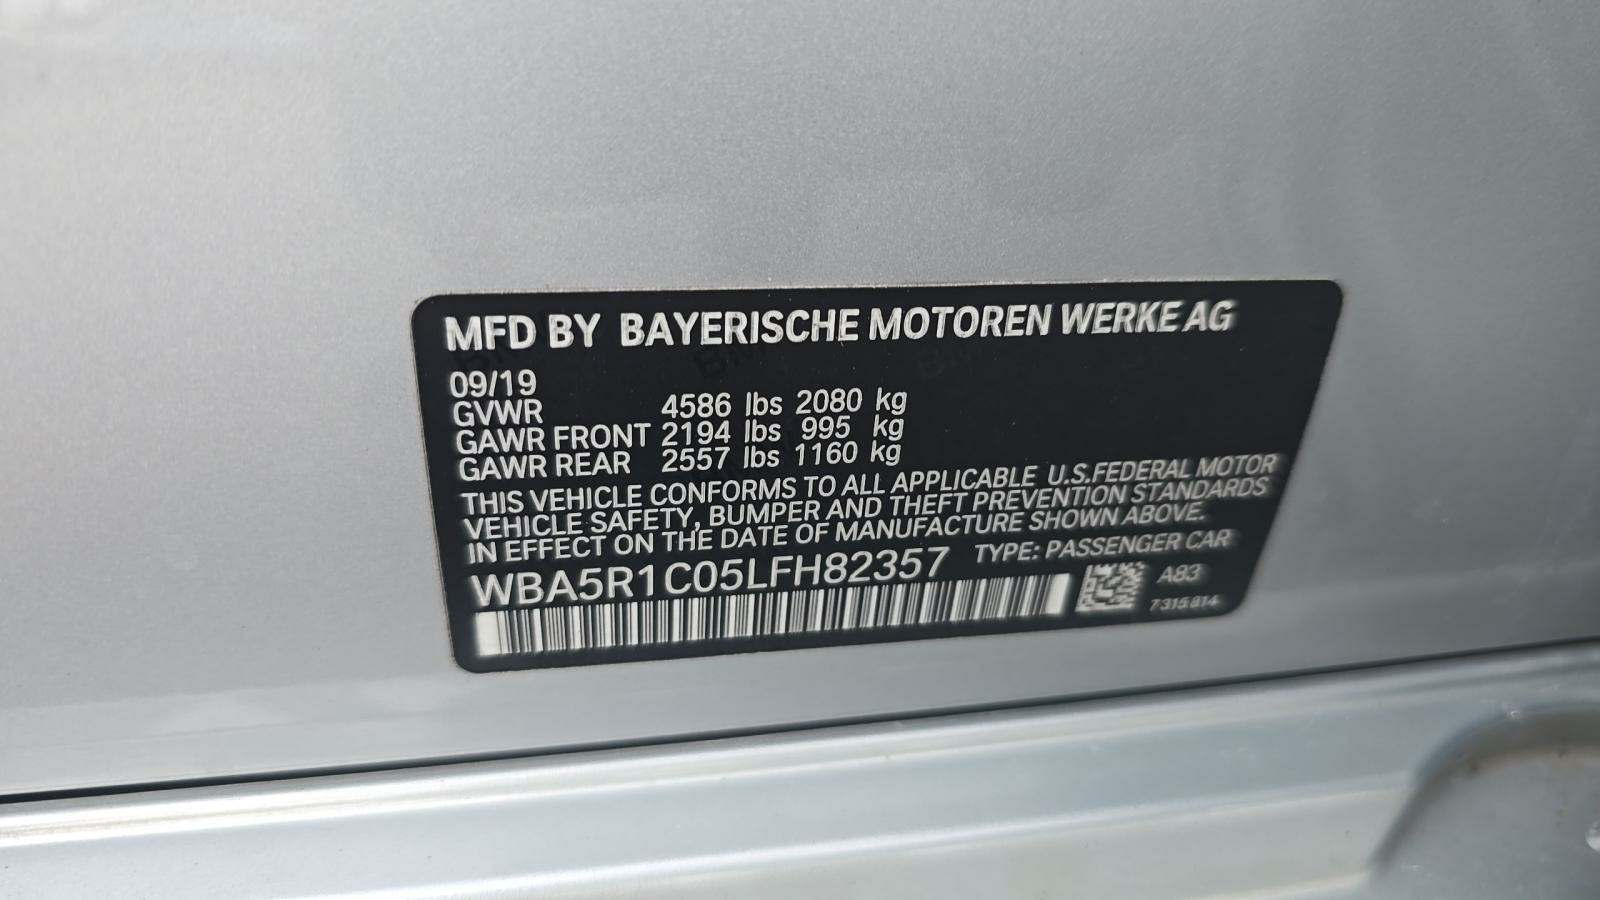 MFD BY BAYERISCHE MOTOREN WERKE AG
09/19
GVWR 4586 lbs 2080 kg
GAWR FRONT 2194 lbs 995 kg
GAWR REAR 2557 lbs 1160 kg
THIS VEHICLE CONFORMS TO ALL APPLICABLE U.S.FEDERAL MOTOR
VEHICLE SAFETY, BUMPER AND THEFT PREVENTION STANDARDS
IN EFFECT ON THE DATE OF MANUFACTURE SHOWN ABOVE.
WBA5R1C05LFH82357 TYPE: PASSENGER CAR
A83
7315814